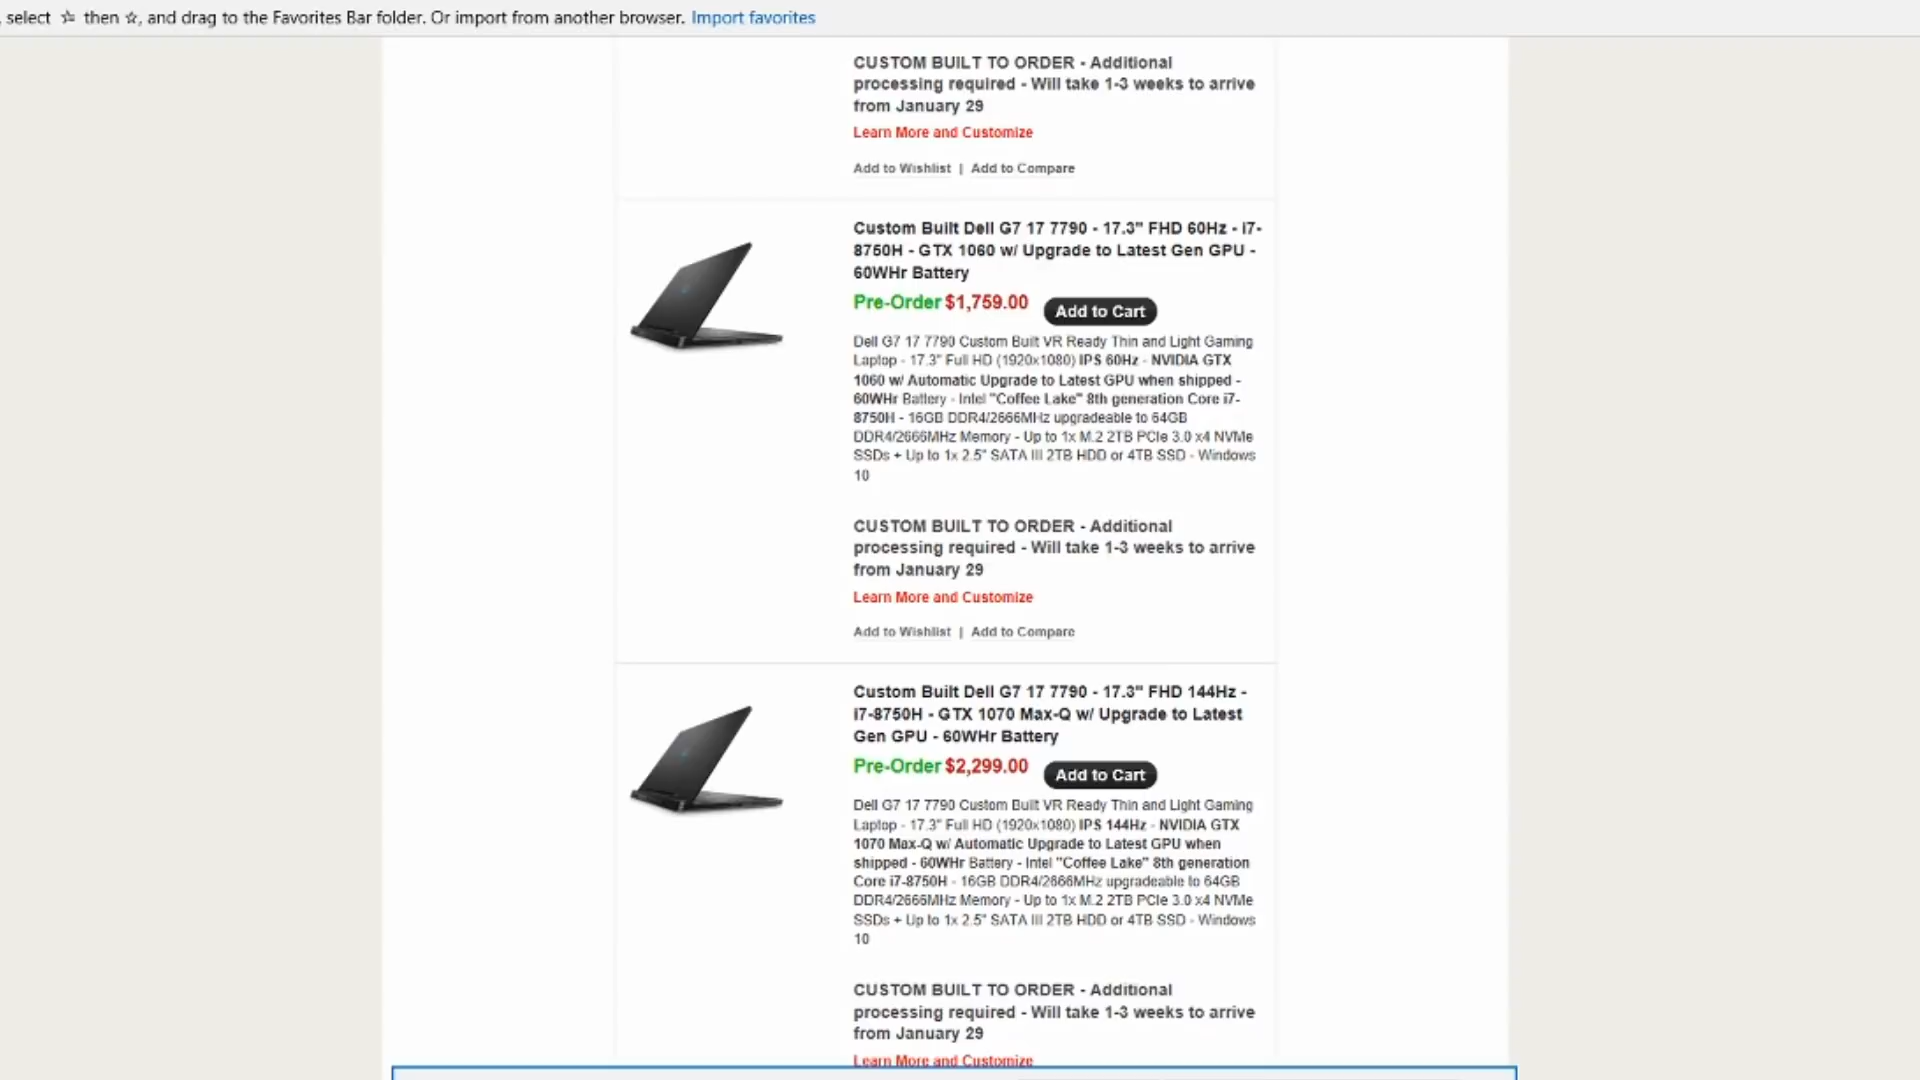 , select then , and drag to the Favorites Bar folder. Or import from another browser. Import favorites
CUSTOM BUILT TO ORDER - Additional
processing required - Will take 1-3 weeks to arrive
from January 29
Learn More and Customize
Add to Wishlist | Add to Compare
Custom Built Dell G7 17 7790 - 17.3" FHD 60Hz - i7-
8750H - GTX 1060 w/ Upgrade to Latest Gen GPU -
60WHr Battery
Pre-Order $1,759.00 Add to Cart
Dell G7 17 7790 Custom Built VR Ready Thin and Light Gaming
Laptop - 17.3" Full HD (1920x1080) IPS 60Hz - NVIDIA GTX
1060 w/ Automatic Upgrade to Latest GPU when shipped -
60WHr Battery - Intel "Coffee Lake" 8th generation Core i7-
8750H - 16GB DDR4/2666MHz upgradeable to 64GB
DDR4/2666MHz Memory - Up to 1x M.2 2TB PCIe 3.0 x4 NVMe
SSDs + Up to 1x 2.5" SATA III 2TB HDD or 4TB SSD - Windows
10
CUSTOM BUILT TO ORDER - Additional
processing required - Will take 1-3 weeks to arrive
from January 29
Learn More and Customize
Add to Wishlist | Add to Compare
Custom Built Dell G7 17 7790 - 17.3" FHD 144Hz -
i7-8750H - GTX 1070 Max-Q w/ Upgrade to Latest
Gen GPU - 60WHr Battery
Pre-Order $2,299.00 Add to Cart
Dell G7 17 7790 Custom Built VR Ready Thin and Light Gaming
Laptop - 17.3" Full HD (1920x1080) IPS 144Hz - NVIDIA GTX
1070 Max-Q w/ Automatic Upgrade to Latest GPU when
shipped - 60WHr Battery - Intel "Coffee Lake" 8th generation
Core i7-8750H - 16GB DDR4/2666MHz upgradeable to 64GB
DDR4/2666MHz Memory - Up to 1x M.2 2TB PCIe 3.0 x4 NVMe
SSDs + Up to 1x 2.5" SATA III 2TB HDD or 4TB SSD - Windows
10
CUSTOM BUILT TO ORDER - Additional
processing required - Will take 1-3 weeks to arrive
from January 29
Learn More and Customize